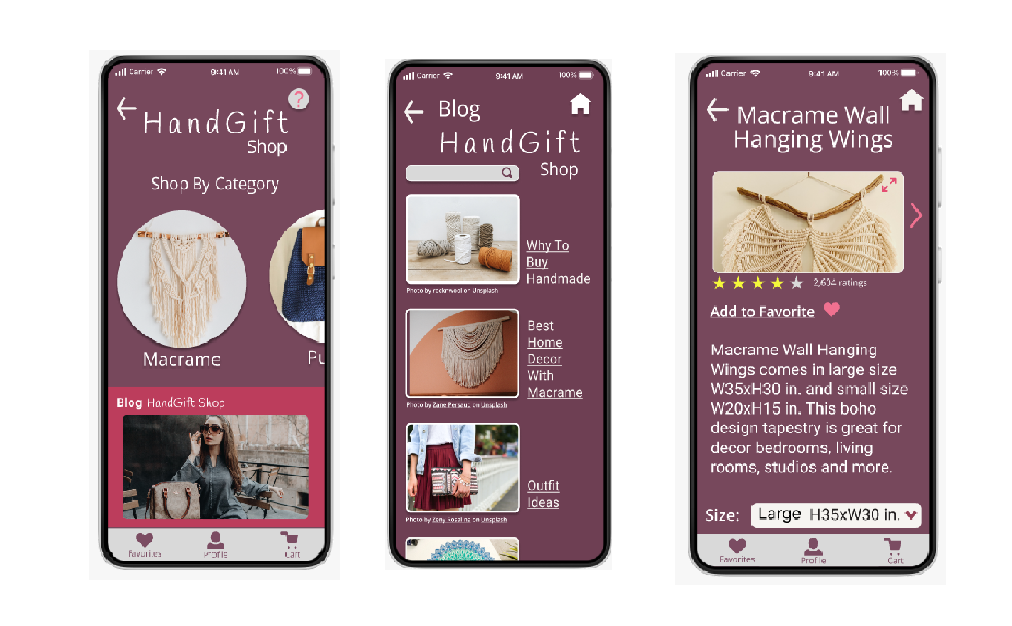 Carrier 9:41 AM 100%
?
HandGift
Shop
Shop By Category
Macrame
Pu
Blog HandGift Shop
Favorites Profile Cart
Carrier 9:41 AM 100%
Blog
HandGift
Shop
Why To
Buy
Handmade
Photo by rocknwool on Unsplash
Best
Home
Decor
With
Macrame
Photo by Zane Persaud on Unsplash
Outfit
Ideas
Photo by Zony Rosalina on Unsplash
Carrier 9:41 AM 100%
Macrame Wall
Hanging Wings
ratings
Add to Favorite
Macrame Wall Hanging
Wings comes in large size
W35xH30 in. and small size
W20xH15 in. This boho
design tapestry is great for
decor bedrooms, living
rooms, studios and more.
Size: Large H35xW30 in.
Favorites Profile Cart